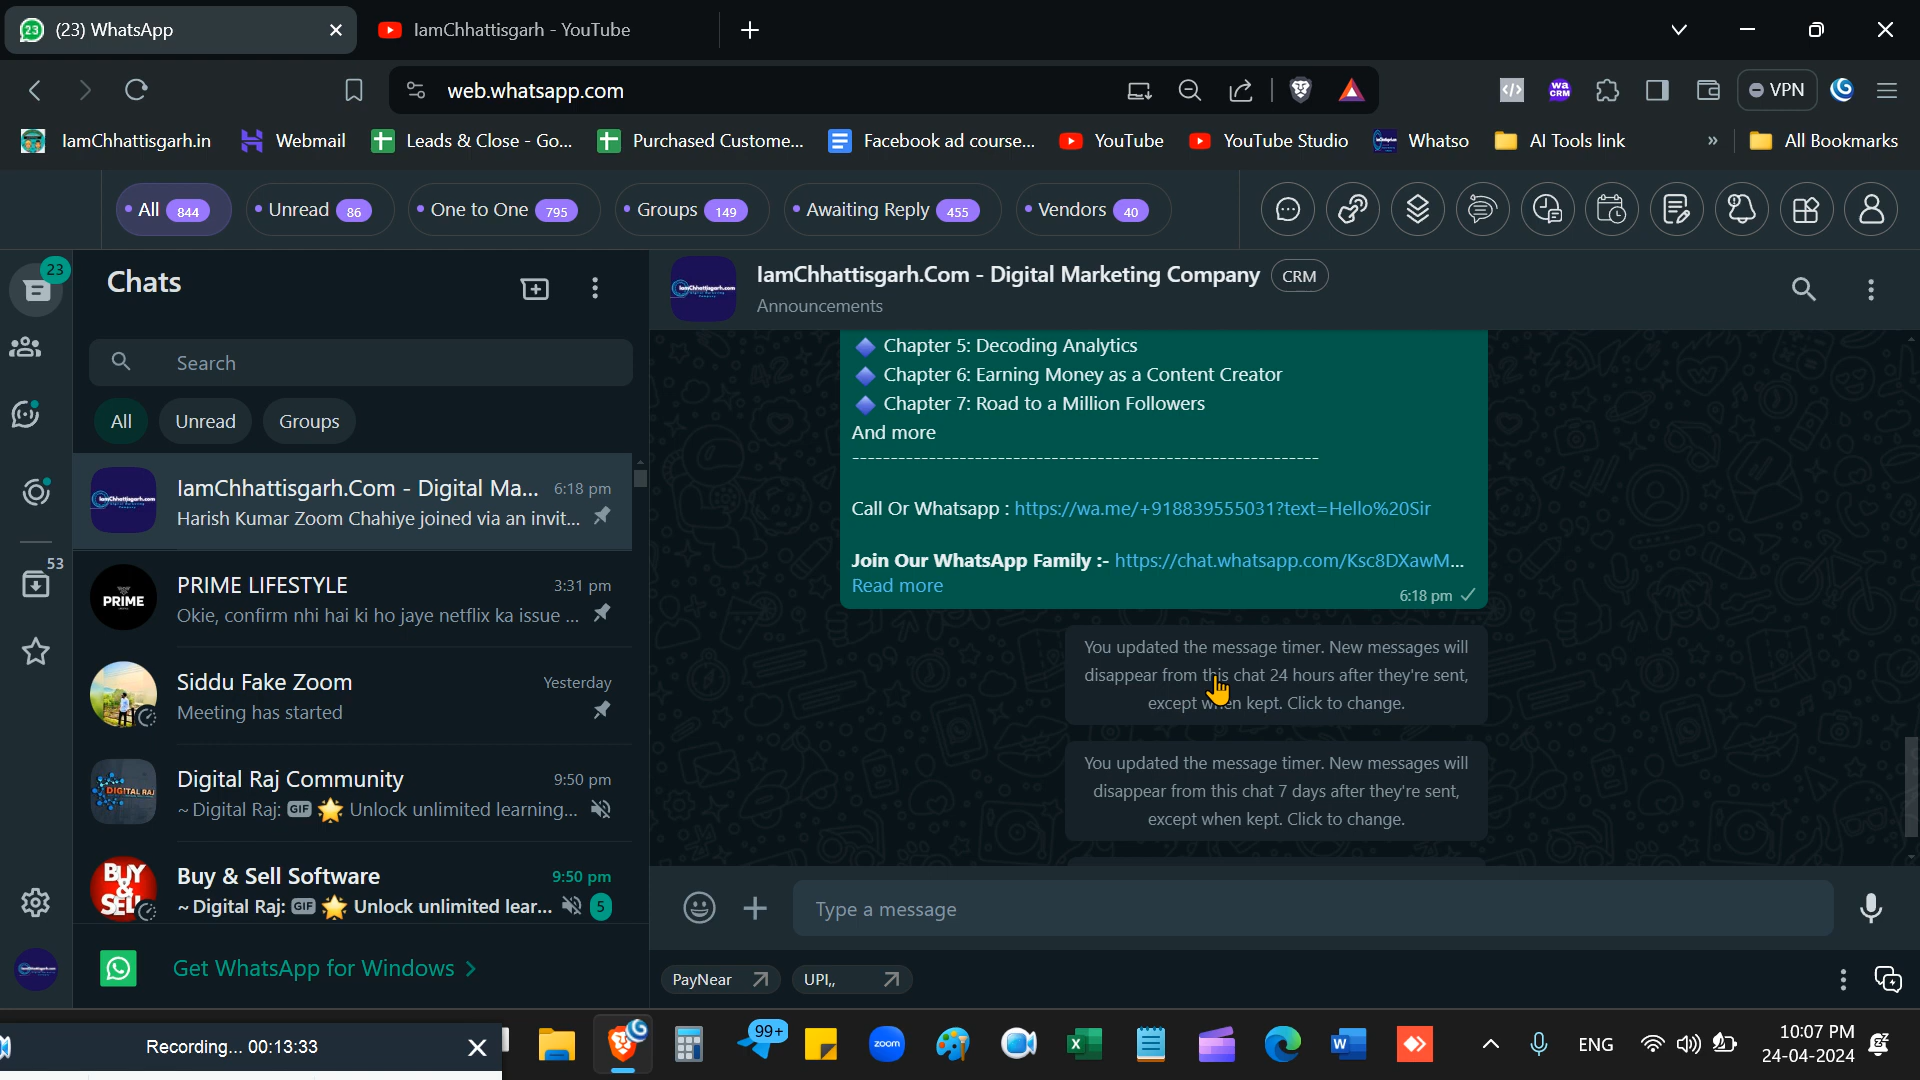 (23) WhatsApp
IamChhattisgarh - YouTube
web.whatsapp.com
VPN
IamChhattisgarh.in
Webmail
Leads & Close - Go...
Purchased Custome...
Facebook ad course...
YouTube
YouTube Studio
Whatso
AI Tools link
»
All Bookmarks
All 844
Unread 86
One to One 795
Groups 149
Awaiting Reply 455
Vendors 40
23
Chats
IamChhattisgarh.Com - Digital Marketing Company CRM
Announcements
Search
All
Unread
Groups
IamChhattisgarh.Com - Digital Ma... 6:18 pm
Harish Kumar Zoom Chahiye joined via an invit...
53
PRIME
PRIME LIFESTYLE 3:31 pm
Okie, confirm nhi hai ki ho jaye netflix ka issue ...
Siddu Fake Zoom Yesterday
Meeting has started
DIGITAL RAJ
Digital Raj Community 9:50 pm
~ Digital Raj: GIF 🌟 Unlock unlimited learning...
BUY & SELL
Buy & Sell Software 9:50 pm
~ Digital Raj: GIF 🌟 Unlock unlimited lear... 5
Get WhatsApp for Windows >
🔷 Chapter 5: Decoding Analytics
🔷 Chapter 6: Earning Money as a Content Creator
🔷 Chapter 7: Road to a Million Followers
And more
------------------------------------------------------------
Call Or Whatsapp : https://wa.me/+918839555031?text=Hello%20Sir
Join Our WhatsApp Family :- https://chat.whatsapp.com/Ksc8DXawM...
Read more
6:18 pm
You updated the message timer. New messages will
disappear from this chat 24 hours after they're sent,
except when kept. Click to change.
You updated the message timer. New messages will
disappear from this chat 7 days after they're sent,
except when kept. Click to change.
Type a message
PayNear
UPI,,
Recording... 00:13:33
99+
zoom
ENG
10:07 PM
24-04-2024